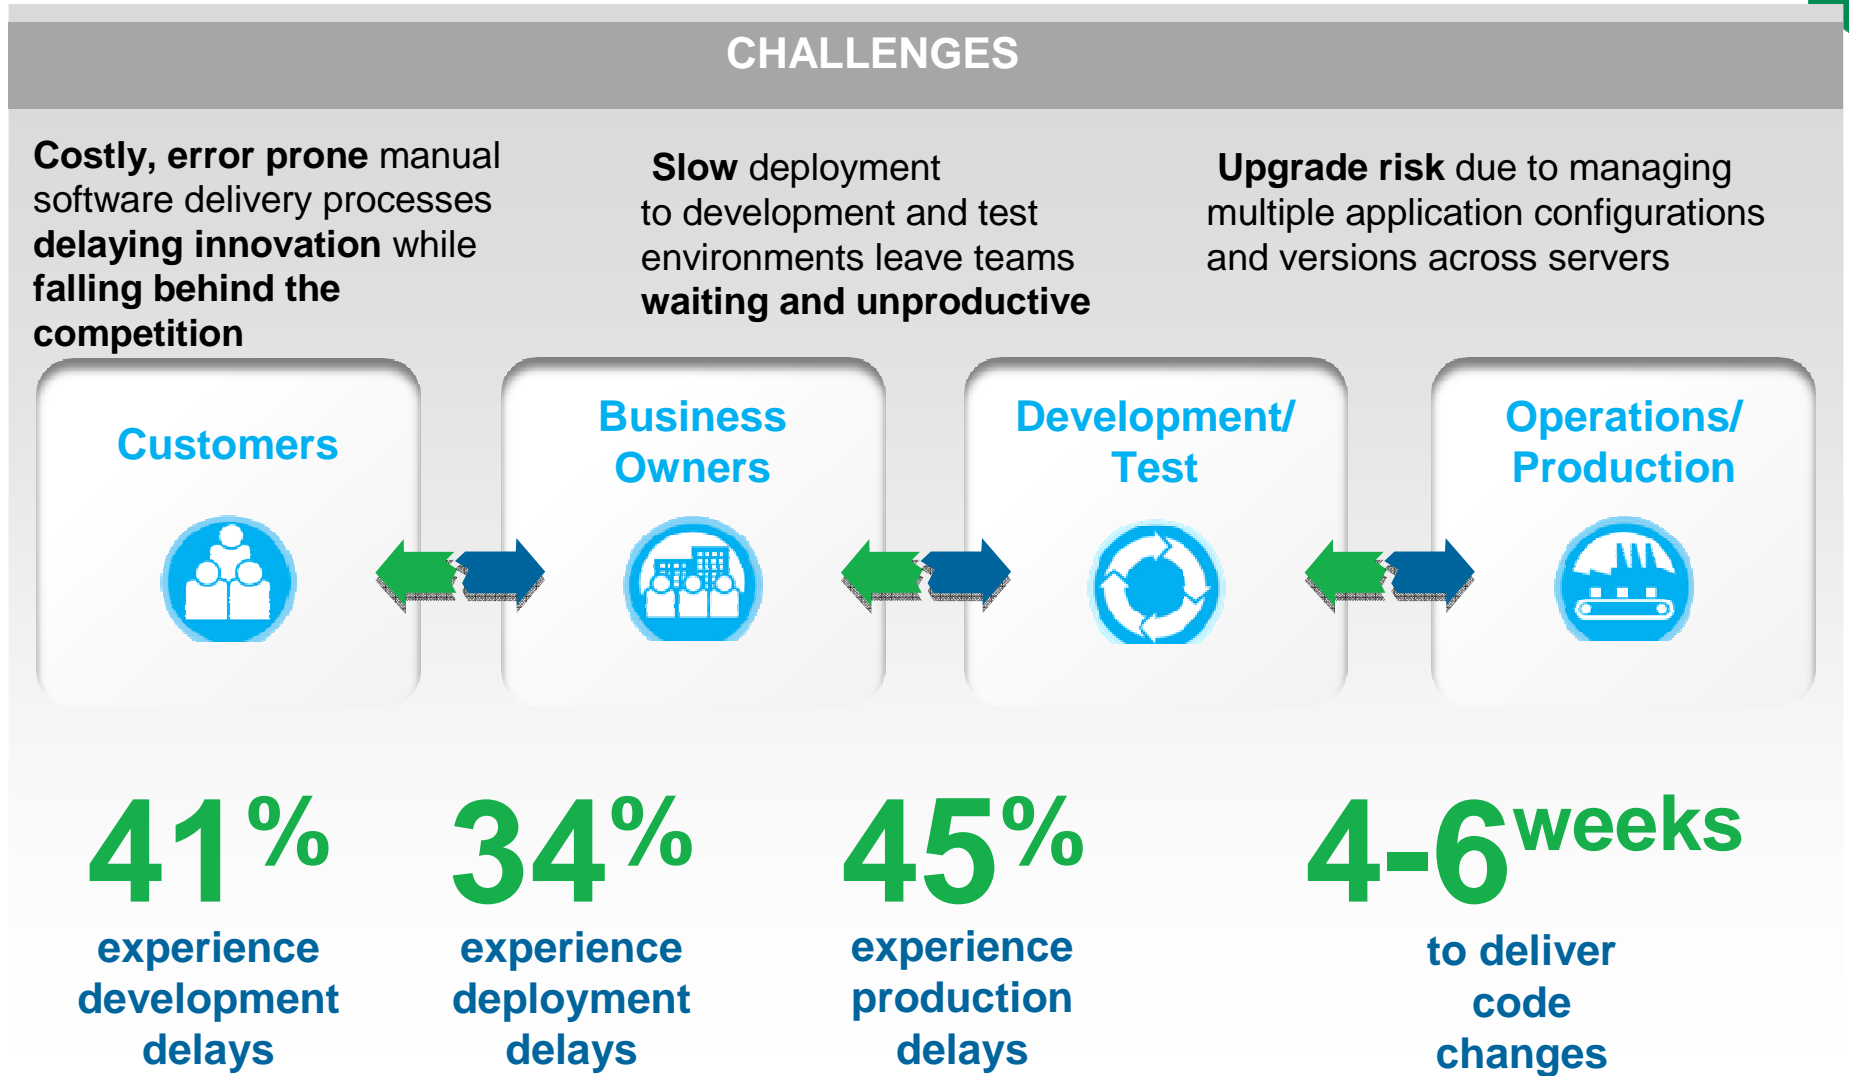 CHALLENGES
Costly, error prone manual
software delivery processes
delaying innovation while
falling behind the
competition
Slow deployment
to development and test
environments leave teams
waiting and unproductive
Upgrade risk due to managing
multiple application configurations
and versions across servers
Customers
Business
Owners
Development/
Test
Operations/
Production
41%
experience
development
delays
34%
experience
deployment
delays
45%
experience
production
delays
4-6 weeks
to deliver
code
changes